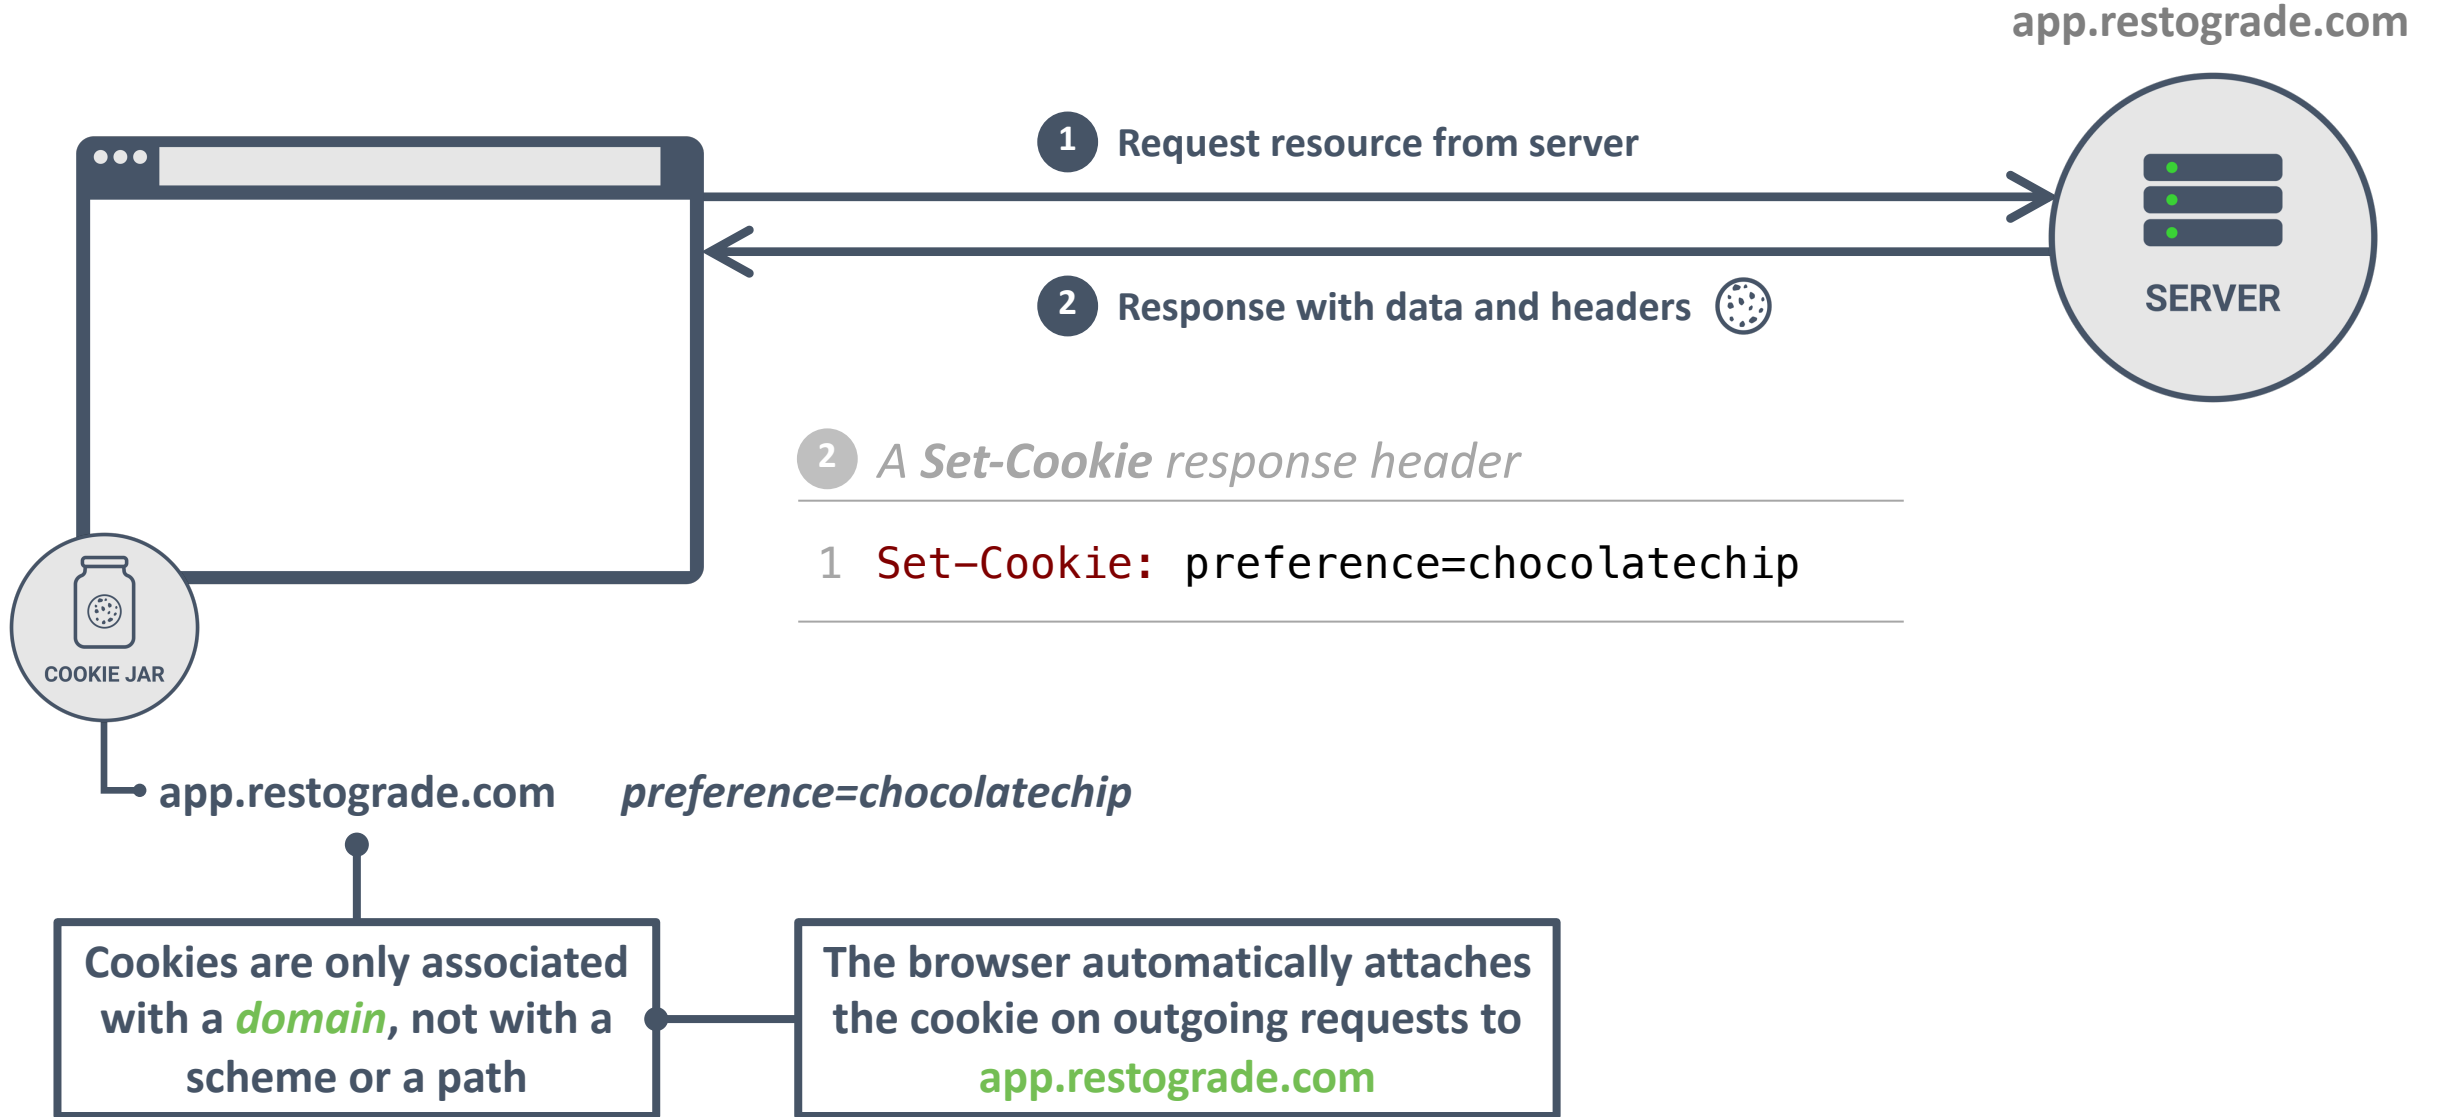 app.restograde.com
1 Request resource from server
2 Response with data and headers
SERVER
2 A Set-Cookie response header
1 Set-Cookie: preference=chocolatechip
COOKIE JAR
app.restograde.com preference=chocolatechip
Cookies are only associated
with a domain, not with a
scheme or a path
The browser automatically attaches
the cookie on outgoing requests to
app.restograde.com